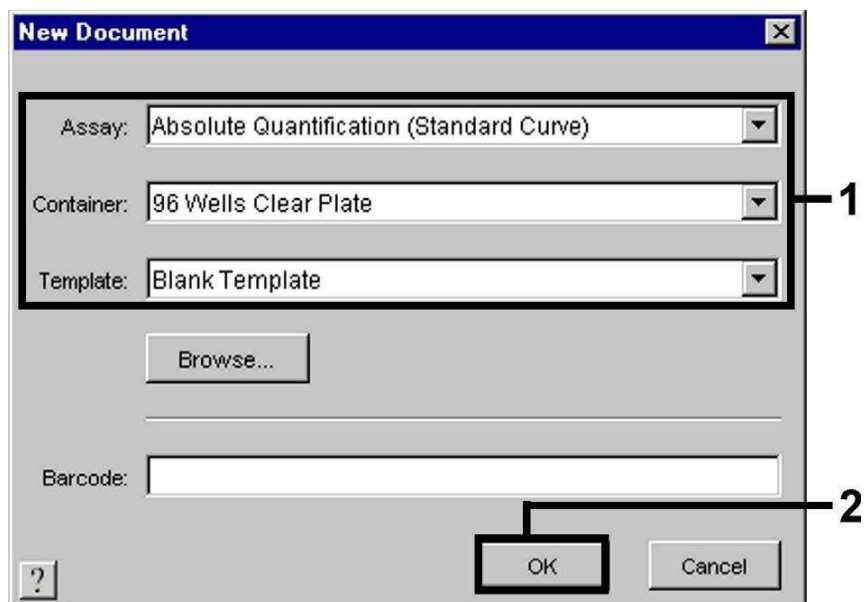 New Document
Assay: Absolute Quantification (Standard Curve)
Container: 96 Wells Clear Plate
1
Template: Blank Template
Browse...
Barcode:
2
OK Cancel
?